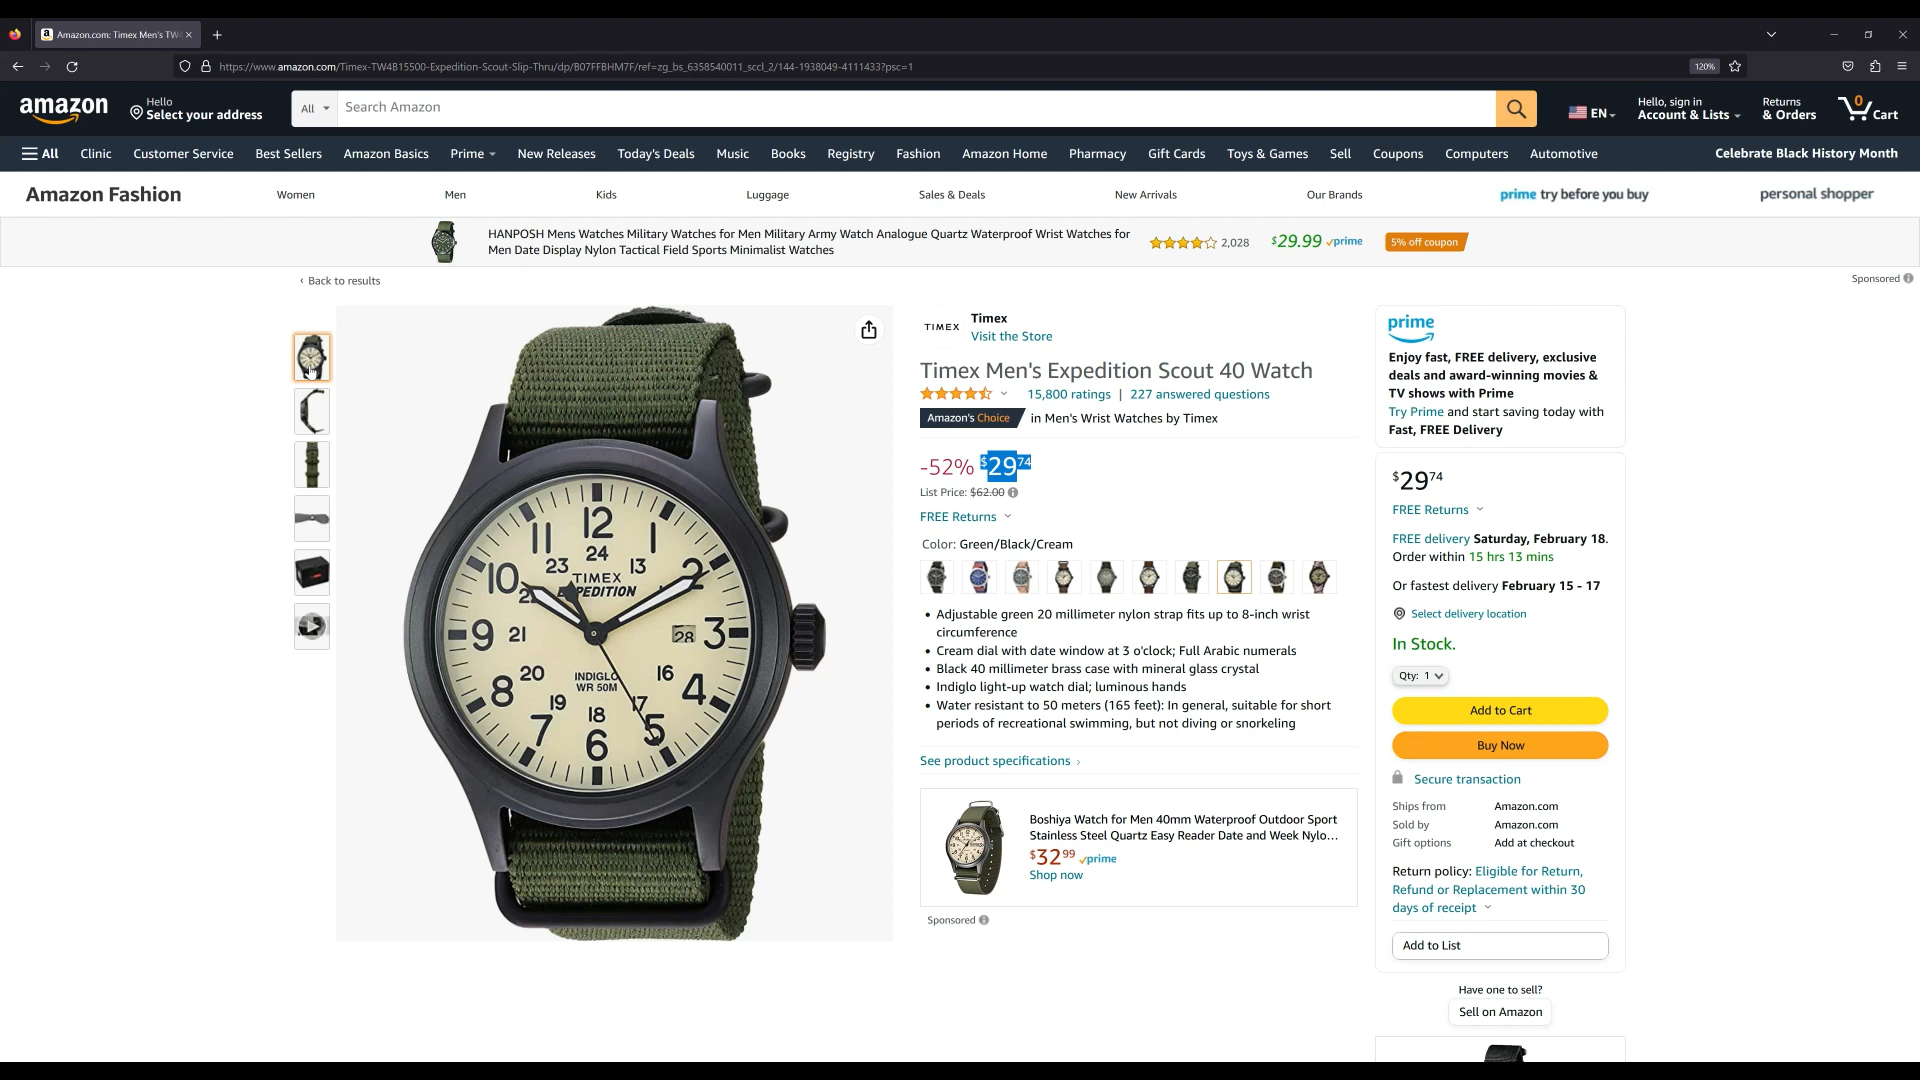 Amazon.com: Timex Men's TW4
https://www.amazon.com/Timex-TW4B15500-Expedition-Scout-Slip-Thru/dp/B07FFBHM7F/ref=zg_bs_6358540011_sccl_2/144-1938049-4111433?psc=1
120%
amazon
Hello
Select your address
All
Search Amazon
EN
Hello, sign in
Account & Lists
Returns
& Orders
0
Cart
All
Clinic
Customer Service
Best Sellers
Amazon Basics
Prime
New Releases
Today's Deals
Music
Books
Registry
Fashion
Amazon Home
Pharmacy
Gift Cards
Toys & Games
Sell
Coupons
Computers
Automotive
Celebrate Black History Month
Amazon Fashion
Women
Men
Kids
Luggage
Sales & Deals
New Arrivals
Our Brands
prime try before you buy
personal shopper
HANPOSH Mens Watches Military Watches for Men Military Army Watch Analogue Quartz Waterproof Wrist Watches for
Men Date Display Nylon Tactical Field Sports Minimalist Watches
2,028
$29.99 prime
5% off coupon
‹ Back to results
Sponsored
12
11
1
24
23
13
10
2
TIMEX
EXPEDITION
22
9
21
28
3
20
16
8
INDIGLO
WR 50M
4
19
17
18
7
5
6
TIMEX
Timex
Visit the Store
Timex Men's Expedition Scout 40 Watch
15,800 ratings | 227 answered questions
Amazon's Choice in Men's Wrist Watches by Timex
-52% $29 74
List Price: $62.00
FREE Returns
Color: Green/Black/Cream
• Adjustable green 20 millimeter nylon strap fits up to 8-inch wrist
circumference
• Cream dial with date window at 3 o'clock; Full Arabic numerals
• Black 40 millimeter brass case with mineral glass crystal
• Indiglo light-up watch dial; luminous hands
• Water resistant to 50 meters (165 feet): In general, suitable for short
periods of recreational swimming, but not diving or snorkeling
See product specifications ›
Boshiya Watch for Men 40mm Waterproof Outdoor Sport
Stainless Steel Quartz Easy Reader Date and Week Nylo...
$32 99 prime
Shop now
Sponsored
prime
Enjoy fast, FREE delivery, exclusive
deals and award-winning movies &
TV shows with Prime
Try Prime and start saving today with
Fast, FREE Delivery
$29 74
FREE Returns
FREE delivery Saturday, February 18.
Order within 15 hrs 13 mins
Or fastest delivery February 15 - 17
Select delivery location
In Stock.
Qty: 1
Add to Cart
Buy Now
Secure transaction
Ships from Amazon.com
Sold by Amazon.com
Gift options Add at checkout
Return policy: Eligible for Return,
Refund or Replacement within 30
days of receipt
Add to List
Have one to sell?
Sell on Amazon